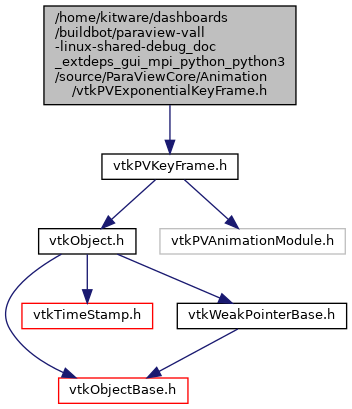 /home/kitware/dashboards
/buildbot/paraview-vall
-linux-shared-debug_doc
_extdeps_gui_mpi_python_python3
/source/ParaViewCore/Animation
/vtkPVExponentialKeyFrame.h
vtkPVKeyFrame.h
vtkObject.h
vtkPVAnimationModule.h
vtkTimeStamp.h
vtkWeakPointerBase.h
vtkObjectBase.h